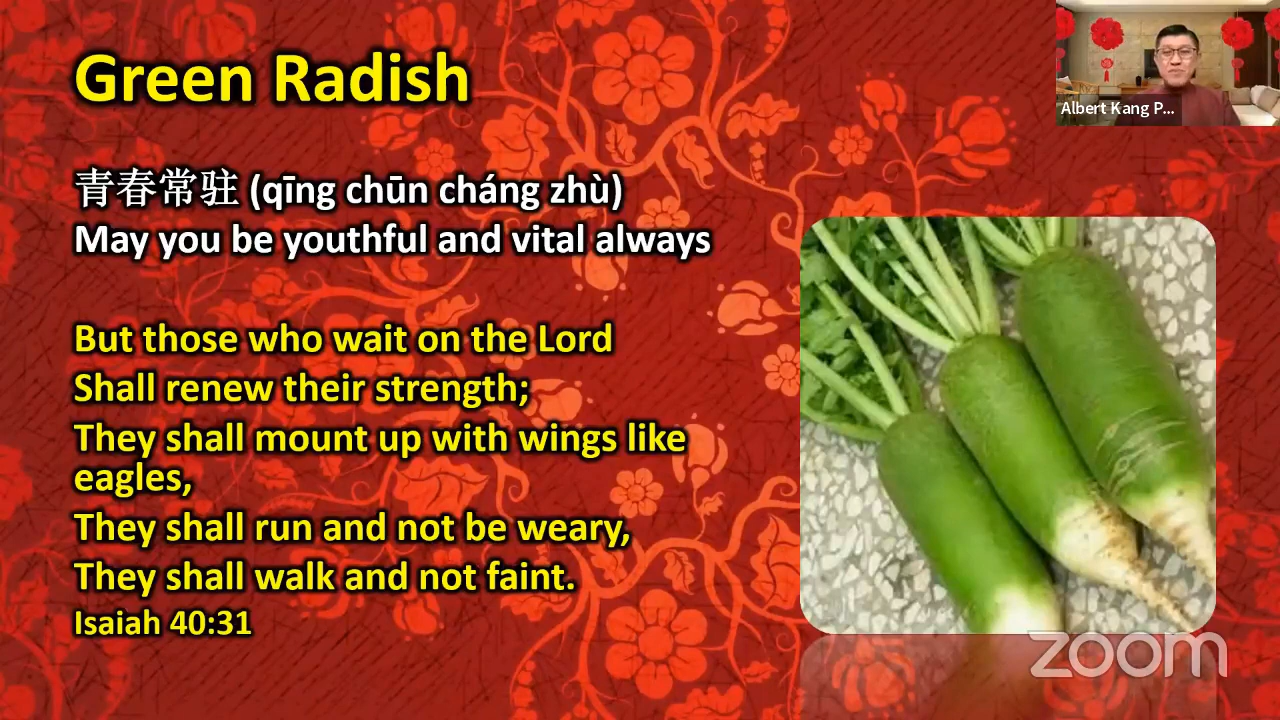 Green Radish
Albert Kang P...
青春常驻 (qīng chūn cháng zhù)
May you be youthful and vital always
But those who wait on the Lord
Shall renew their strength;
They shall mount up with wings like
eagles,
They shall run and not be weary,
They shall walk and not faint.
Isaiah 40:31
zoom